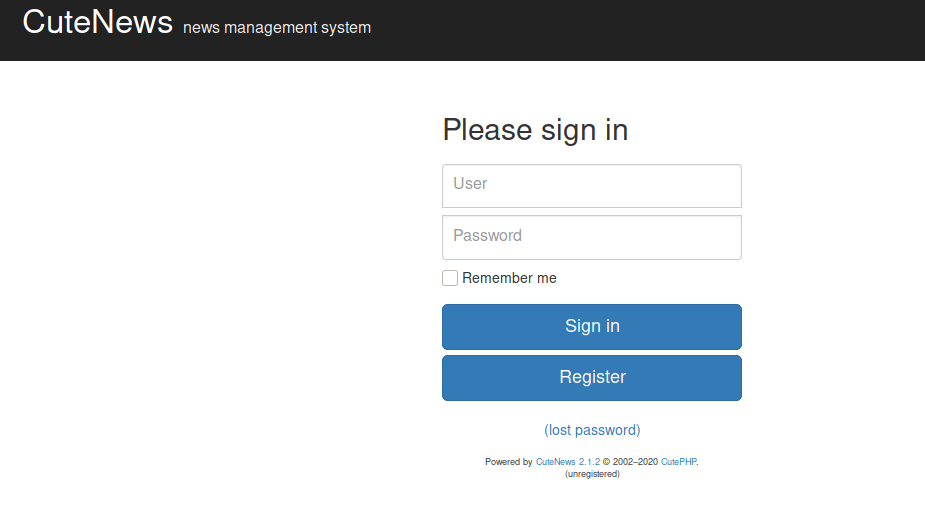 CuteNews news management system
Please sign in
User
Password
Remember me
Sign in
Register
(lost password)
Powered by CuteNews 2.1.2 © 2002–2020 CutePHP.
(unregistered)